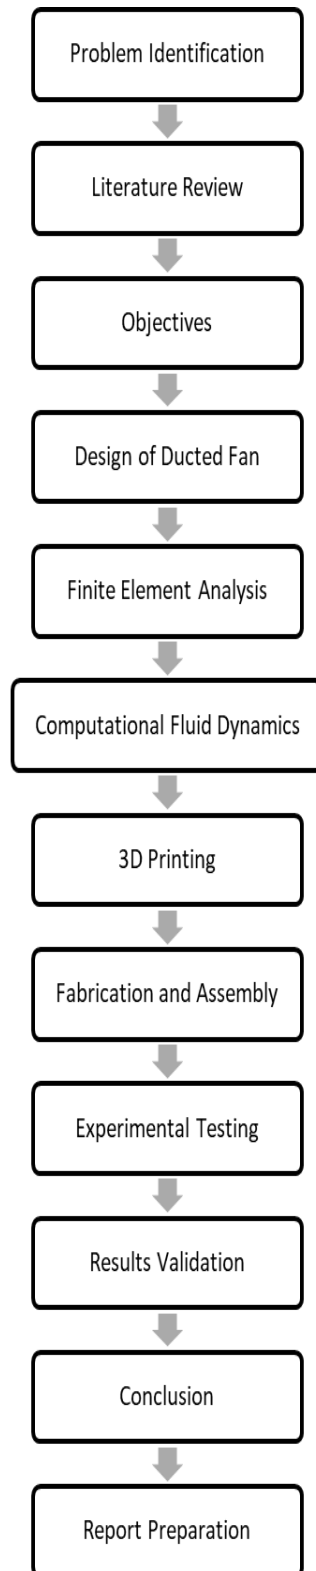 Problem Identification
Literature Review
Objectives
Design of Ducted Fan
Finite Element Analysis
Computational Fluid Dynamics
3D Printing
Fabrication and Assembly
Experimental Testing
Results Validation
Conclusion
Report Preparation